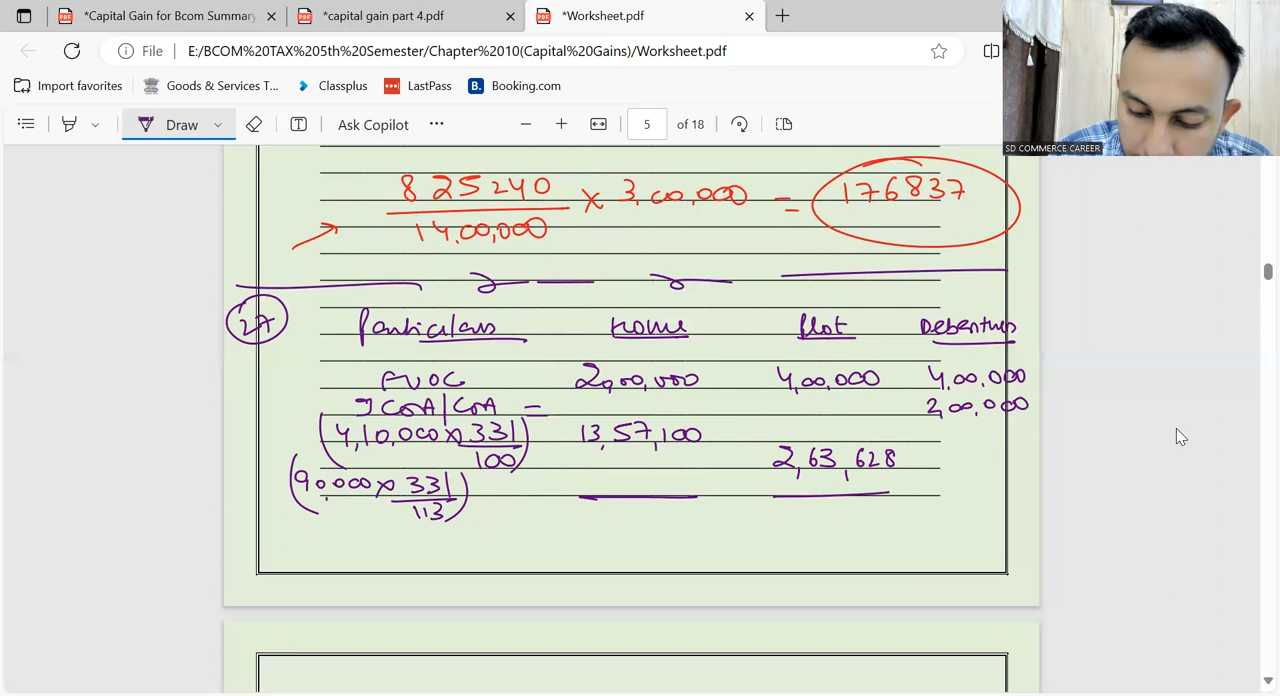 *Capital Gain for Bcom Summary
*capital gain part 4.pdf
*Worksheet.pdf
File E:/BCOM%20TAX%205th%20Semester/Chapter%2010(Capital%20Gains)/Worksheet.pdf
Import favorites Goods & Services T... Classplus LastPass B. Booking.com
Draw Ask Copilot ... 5 of 18
SD COMMERCE CAREER
825240 / 14,00,000 × 3,00,000 = 176837
27 Particulars Home Plot Debentures
FVOC 20,00,000 4,00,000 4,00,000
ICOA/COA = 2,00,000
(4,10,000 × 331/100) 13,57,100
2,63,628
(90,000 × 331/113)